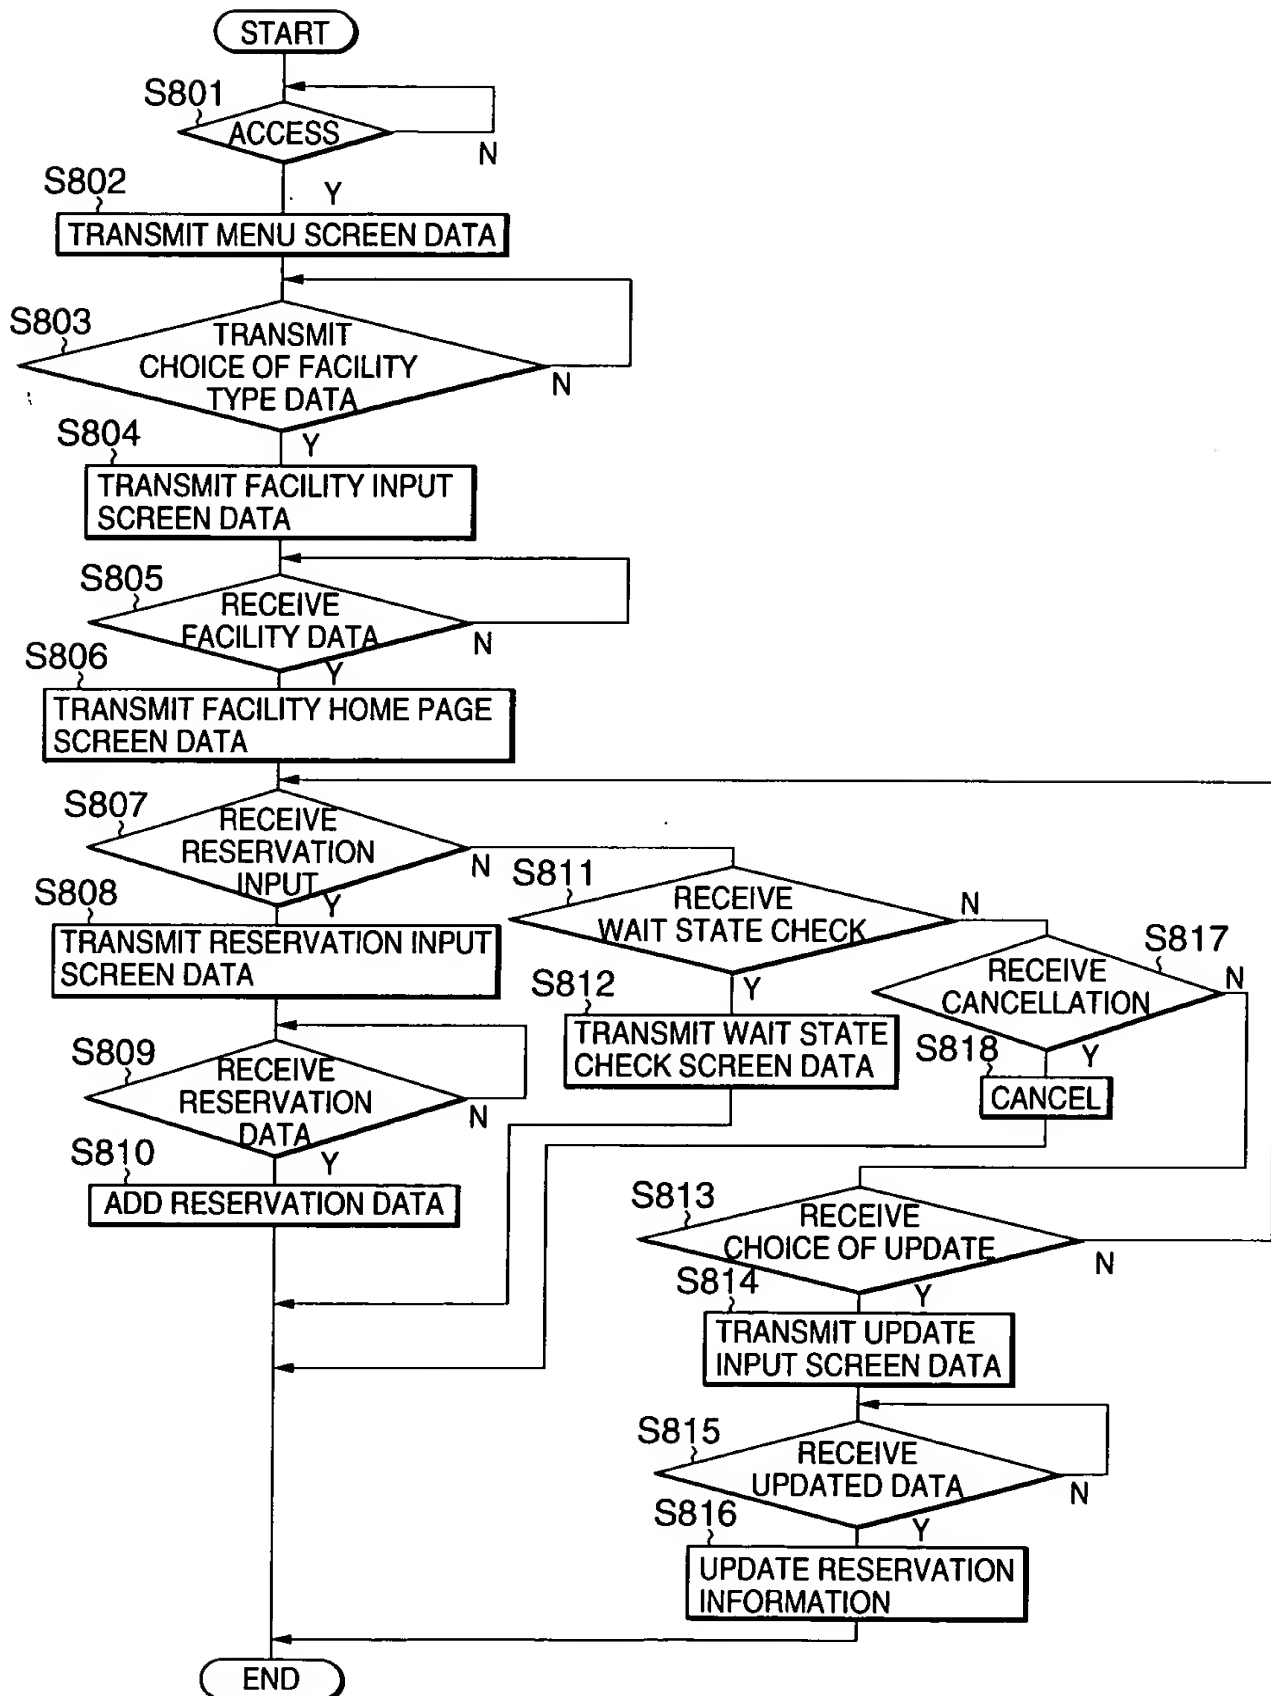 START
S801
ACCESS
N
Y
S802
TRANSMIT MENU SCREEN DATA
S803
TRANSMIT
CHOICE OF FACILITY
TYPE DATA
N
Y
S804
TRANSMIT FACILITY INPUT
SCREEN DATA
S805
RECEIVE
FACILITY DATA
N
Y
S806
TRANSMIT FACILITY HOME PAGE
SCREEN DATA
S807
RECEIVE
RESERVATION
INPUT
N
Y
S808
TRANSMIT RESERVATION INPUT
SCREEN DATA
S809
RECEIVE
RESERVATION
DATA
N
Y
S810
ADD RESERVATION DATA
S811
RECEIVE
WAIT STATE CHECK
N
Y
S812
TRANSMIT WAIT STATE
CHECK SCREEN DATA
S817
RECEIVE
CANCELLATION
N
Y
S818
CANCEL
S813
RECEIVE
CHOICE OF UPDATE
N
Y
S814
TRANSMIT UPDATE
INPUT SCREEN DATA
S815
RECEIVE
UPDATED DATA
N
Y
S816
UPDATE RESERVATION
INFORMATION
END